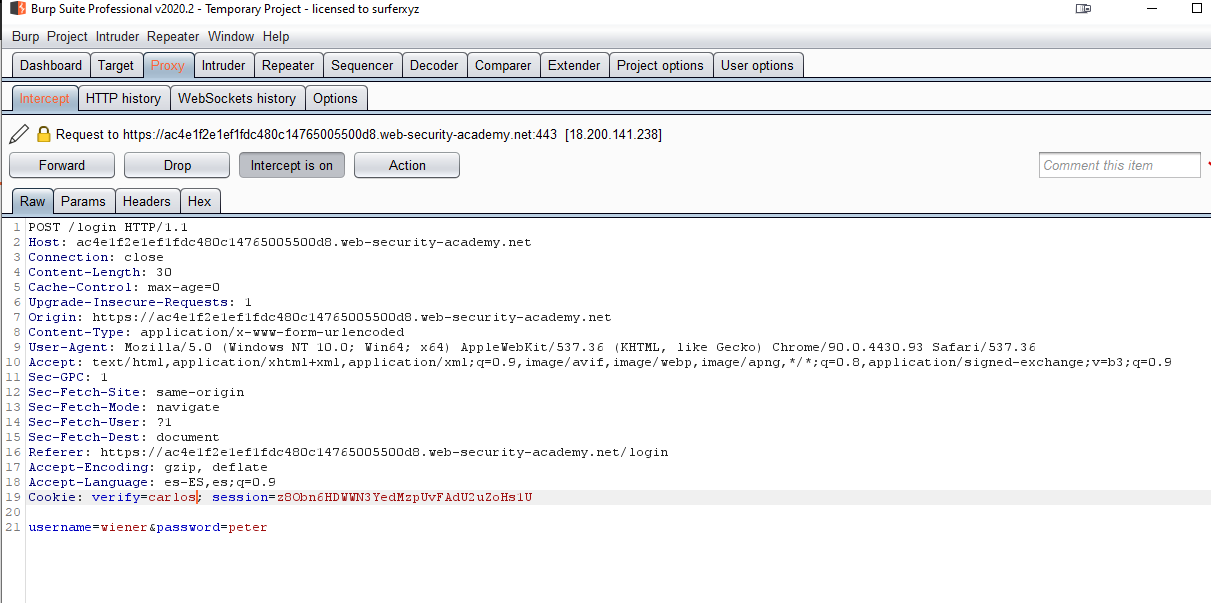 Burp Suite Professional v2020.2 - Temporary Project - licensed to surferxyz
Burp Project Intruder Repeater Window Help
Dashboard Target Proxy Intruder Repeater Sequencer Decoder Comparer Extender Project options User options
Intercept HTTP history WebSockets history Options
Request to https://ac4e1f2e1ef1fdc480c14765005500d8.web-security-academy.net:443 [18.200.141.238]
Forward Drop Intercept is on Action Comment this item
Raw Params Headers Hex
1 POST /login HTTP/1.1
2 Host: ac4e1f2e1ef1fdc480c14765005500d8.web-security-academy.net
3 Connection: close
4 Content-Length: 30
5 Cache-Control: max-age=0
6 Upgrade-Insecure-Requests: 1
7 Origin: https://ac4e1f2e1ef1fdc480c14765005500d8.web-security-academy.net
8 Content-Type: application/x-www-form-urlencoded
9 User-Agent: Mozilla/5.0 (Windows NT 10.0; Win64; x64) AppleWebKit/537.36 (KHTML, like Gecko) Chrome/90.0.4430.93 Safari/537.36
10 Accept: text/html,application/xhtml+xml,application/xml;q=0.9,image/avif,image/webp,image/apng,*/*;q=0.8,application/signed-exchange;v=b3;q=0.9
11 Sec-GPC: 1
12 Sec-Fetch-Site: same-origin
13 Sec-Fetch-Mode: navigate
14 Sec-Fetch-User: ?1
15 Sec-Fetch-Dest: document
16 Referer: https://ac4e1f2e1ef1fdc480c14765005500d8.web-security-academy.net/login
17 Accept-Encoding: gzip, deflate
18 Accept-Language: es-ES,es;q=0.9
19 Cookie: verify=carlos; session=z8Obn6HDWWN3YedMzpUvFAdU2uZoHs1U
20
21 username=wiener&password=peter